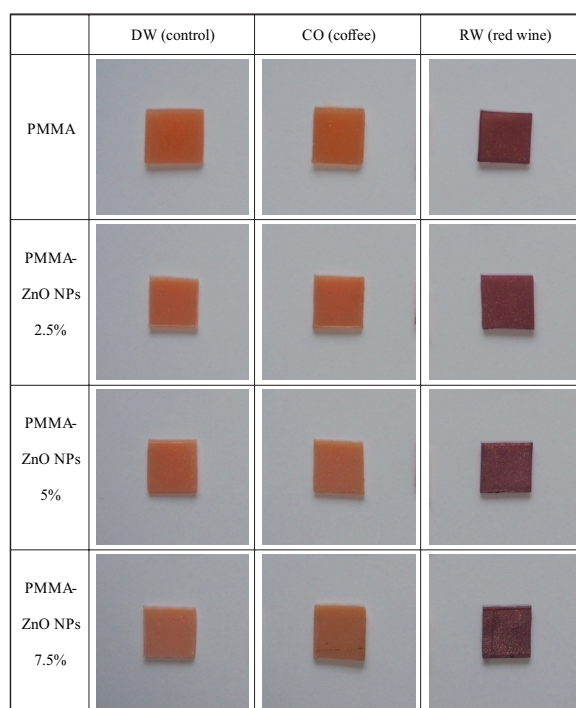 DW (control)
CO (coffee)
RW (red wine)
PMMA
PMMA-
ZnO NPs
2.5%
PMMA-
ZnO NPs
5%
PMMA-
ZnO NPs
7.5%